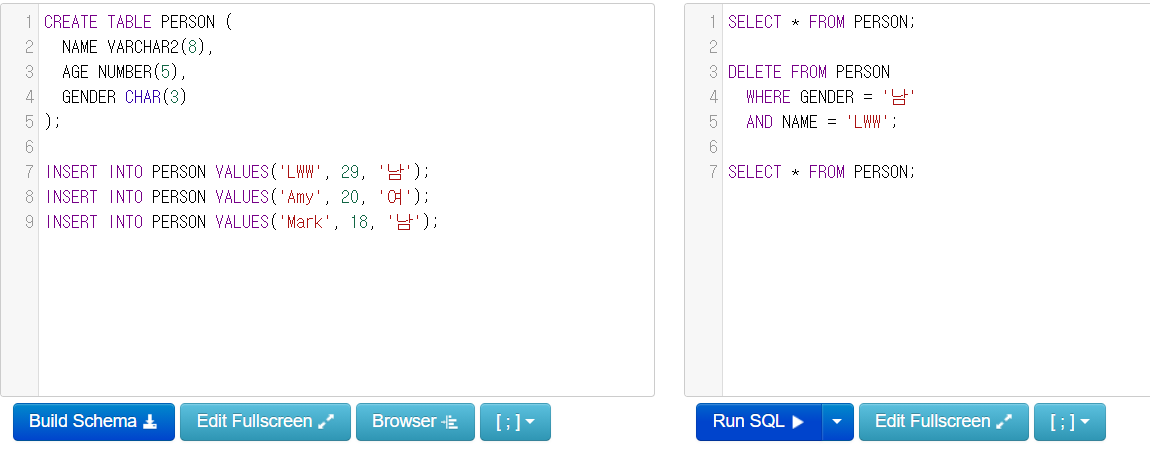 1 CREATE TABLE PERSON (
2 NAME VARCHAR2(8),
3 AGE NUMBER(5),
4 GENDER CHAR(3)
5 );
6
7 INSERT INTO PERSON VALUES('LWW', 29, '남');
8 INSERT INTO PERSON VALUES('Amy', 20, '여');
9 INSERT INTO PERSON VALUES('Mark', 18, '남');
Build Schema Edit Fullscreen Browser [ ; ]
1 SELECT * FROM PERSON;
2
3 DELETE FROM PERSON
4 WHERE GENDER = '남'
5 AND NAME = 'LWW';
6
7 SELECT * FROM PERSON;
Run SQL Edit Fullscreen [ ; ]